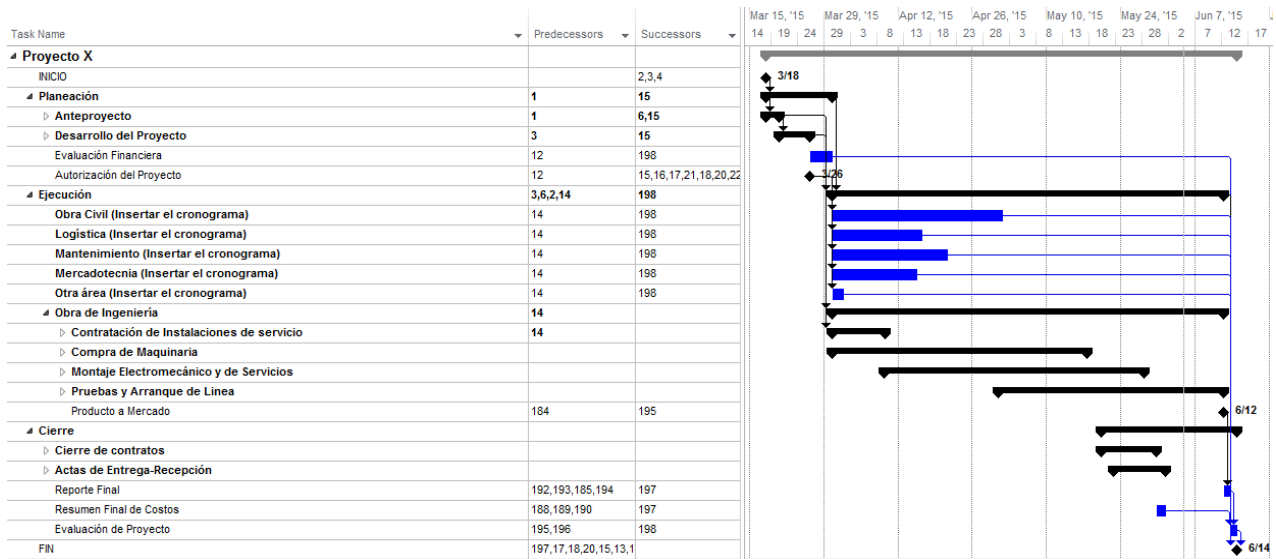 Mar 15, '15 Mar 29, '15 Apr 12, '15 Apr 26, '15 May 10, '15 May 24, '15 Jun 7, '15
Task Name Predecessors Successors 14 19 24 29 3 8 13 18 23 28 3 8 13 18 23 28 2 7 12 17
Proyecto X
INICIO 2,3,4 3/18
Planeación 1 15
Anteproyecto 1 6,15
Desarrollo del Proyecto 3 15
Evaluación Financiera 12 198
Autorización del Proyecto 12 15,16,17,21,18,20,22 3/26
Ejecución 3,6,2,14 198
Obra Civil (Insertar el cronograma) 14 198
Logística (Insertar el cronograma) 14 198
Mantenimiento (Insertar el cronograma) 14 198
Mercadotecnia (Insertar el cronograma) 14 198
Otra área (Insertar el cronograma) 14 198
Obra de Ingeniería 14
Contratación de Instalaciones de servicio 14
Compra de Maquinaria
Montaje Electromecánico y de Servicios
Pruebas y Arranque de Linea
Producto a Mercado 184 195 6/12
Cierre
Cierre de contratos
Actas de Entrega-Recepción
Reporte Final 192,193,185,194 197
Resumen Final de Costos 188,189,190 197
Evaluación de Proyecto 195,196 198
FIN 197,17,18,20,15,13,1 6/14